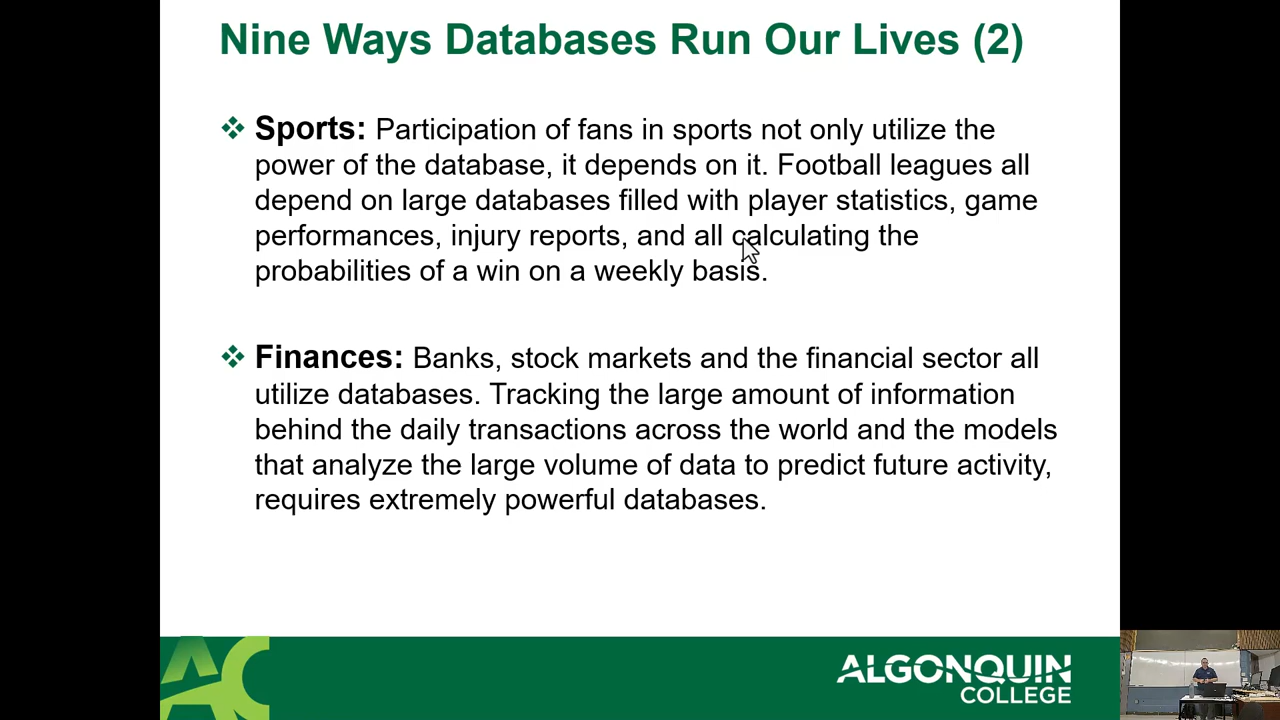 Nine Ways Databases Run Our Lives (2)
Sports: Participation of fans in sports not only utilize the
power of the database, it depends on it. Football leagues all
depend on large databases filled with player statistics, game
performances, injury reports, and all calculating the
probabilities of a win on a weekly basis.
Finances: Banks, stock markets and the financial sector all
utilize databases. Tracking the large amount of information
behind the daily transactions across the world and the models
that analyze the large volume of data to predict future activity,
requires extremely powerful databases.
AC
ALGONQUIN
COLLEGE